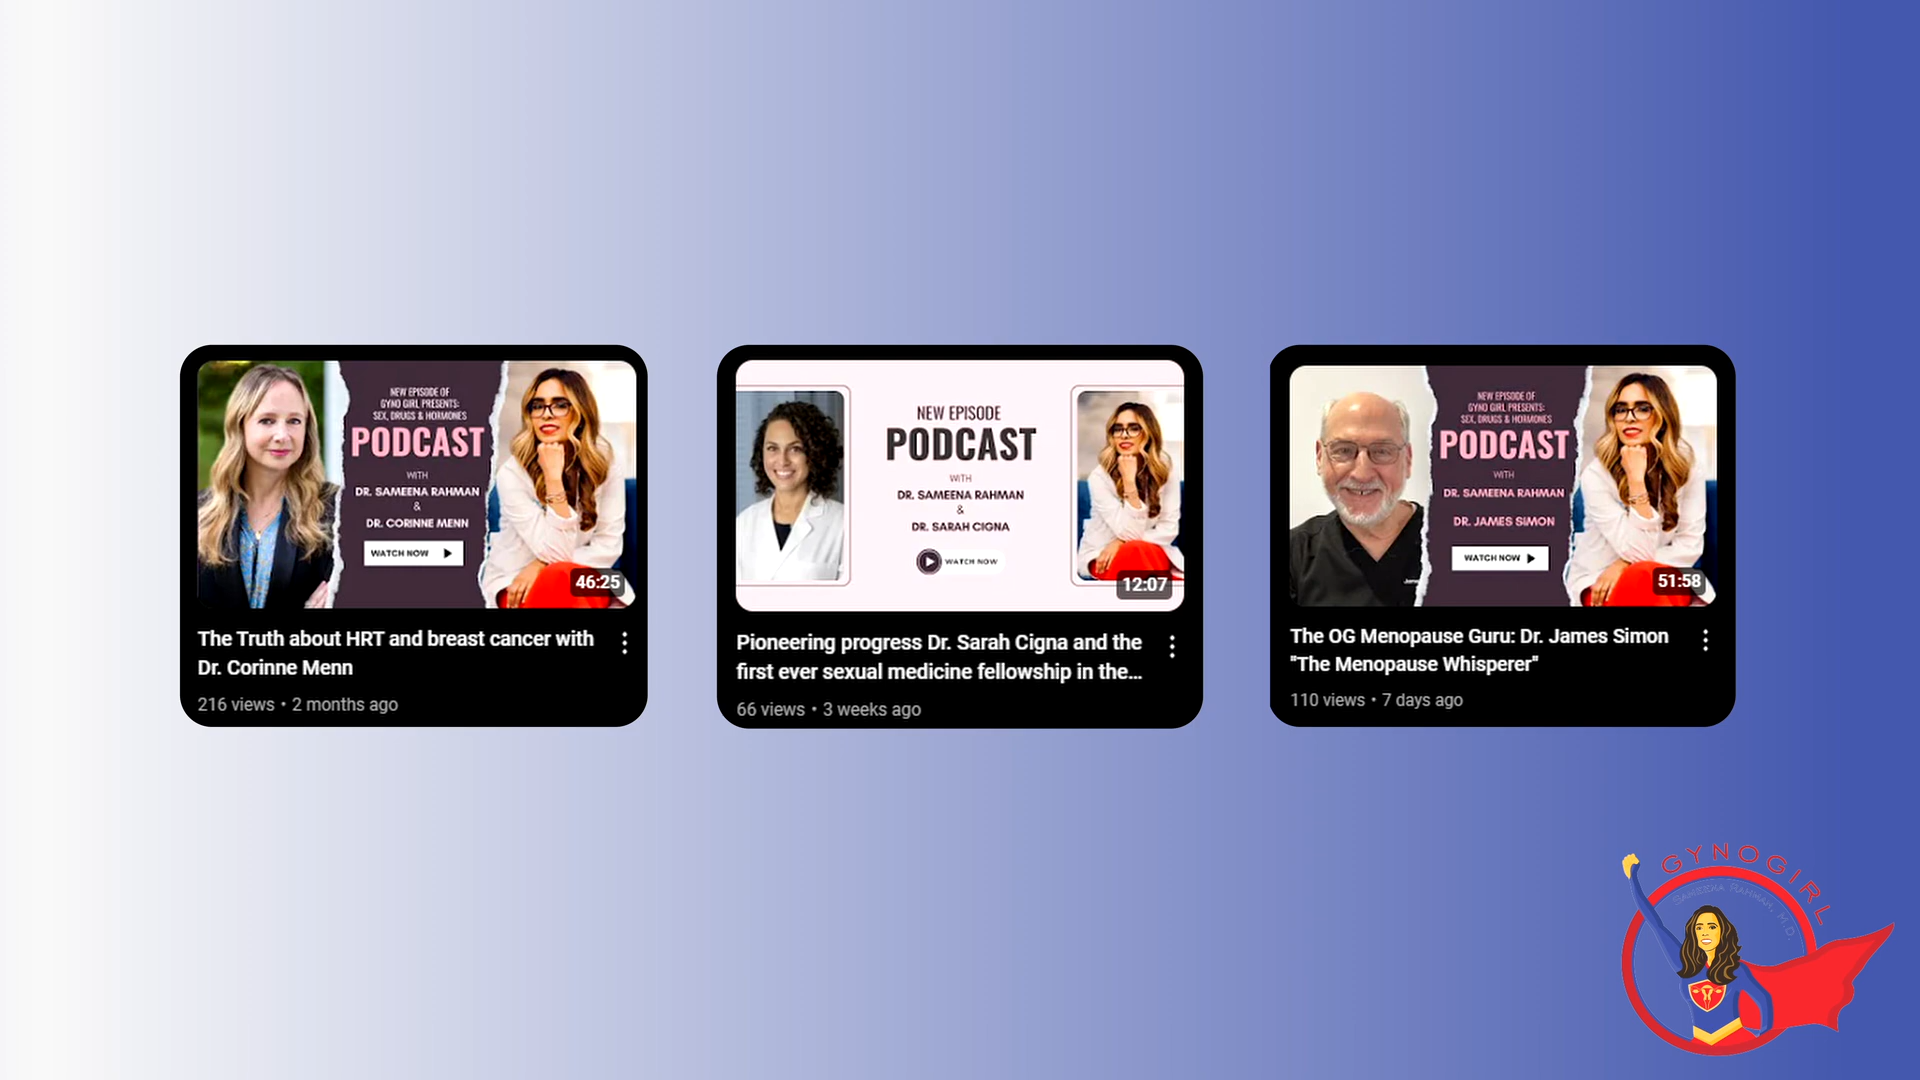 NEW EPISODE OF
GYNO GIRL PRESENTS:
SEX, DRUGS & HORMONES
PODCAST
WITH
DR. SAMEENA RAHMAN
&
DR. CORINNE MENN
WATCH NOW
46:25
The Truth about HRT and breast cancer with
Dr. Corinne Menn
216 views • 2 months ago
NEW EPISODE
PODCAST
WITH
DR. SAMEENA RAHMAN
&
DR. SARAH CIGNA
WATCH NOW
12:07
Pioneering progress Dr. Sarah Cigna and the
first ever sexual medicine fellowship in the...
66 views • 3 weeks ago
NEW EPISODE OF
GYNO GIRL PRESENTS:
SEX, DRUGS & HORMONES
PODCAST
WITH
DR. SAMEENA RAHMAN
DR. JAMES SIMON
WATCH NOW
51:58
The OG Menopause Guru: Dr. James Simon
"The Menopause Whisperer"
110 views • 7 days ago
GYNOGIRL
SAMEENA RAHMAN, M.D.